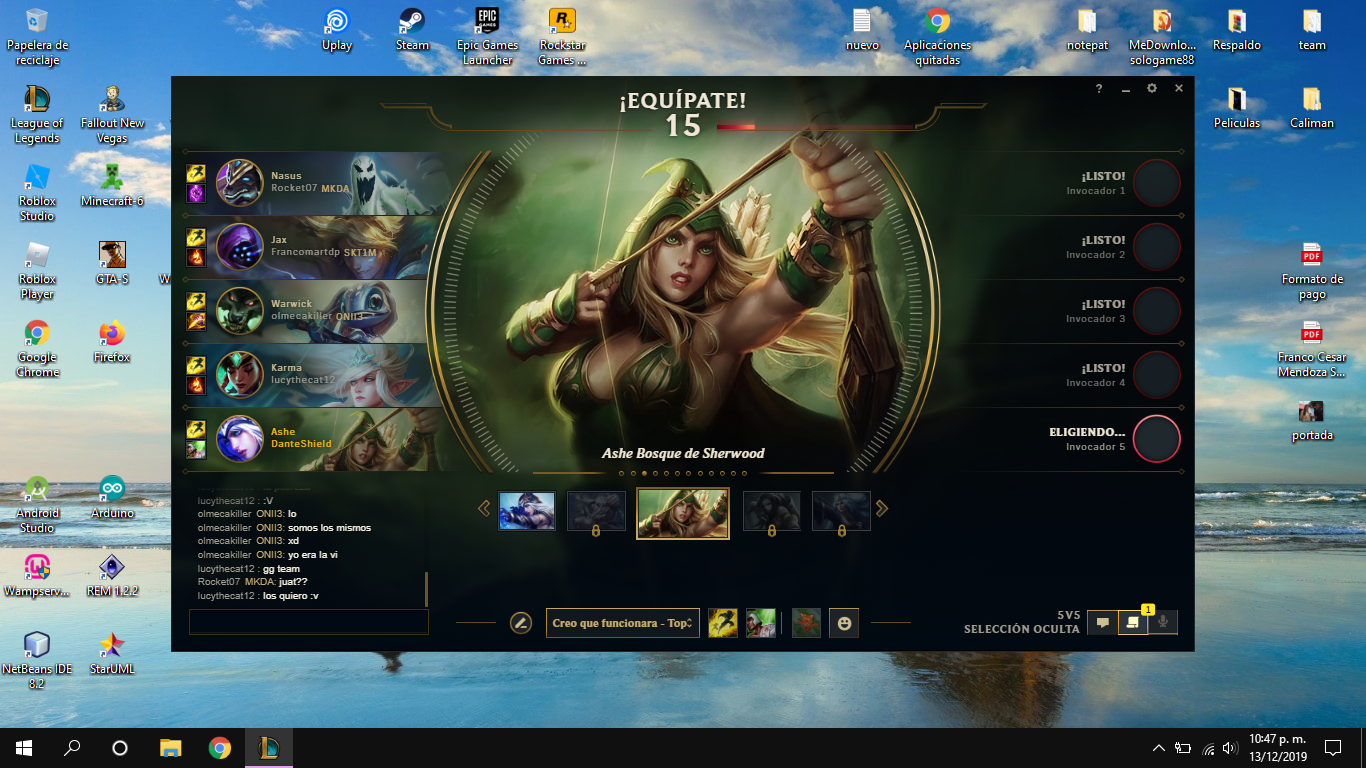 Papelera de
reciclaje
Uplay
Steam
Epic Games
Launcher
Rockstar
Games ...
nuevo
Aplicaciones
quitadas
notepat
MeDownlo...
sologame88
Respaldo
team
League of
Legends
Fallout New
Vegas
Peliculas
Caliman
Roblox
Studio
Minecraft-6
Roblox
Player
GTA-S
W
Formato de
pago
Google
Chrome
Firefox
Franco Cesar
Mendoza S...
portada
Android
Studio
Arduino
Wampserv...
REM 1.2.2
NetBeans IDE
8.2
StarUML
¡EQUÍPATE!
15
?
Nasus
Rocket07 MKDA
Jax
Francomartdp SKT1M
Warwick
olmecakiller ONII3
Karma
lucythecat12
Ashe
DanteShield
¡LISTO!
Invocador 1
¡LISTO!
Invocador 2
¡LISTO!
Invocador 3
¡LISTO!
Invocador 4
ELIGIENDO...
Invocador 5
Ashe Bosque de Sherwood
lucythecat12 : :V
olmecakiller ONII3: lo
olmecakiller ONII3: somos los mismos
olmecakiller ONII3: xd
olmecakiller ONII3: yo era la vi
lucythecat12 : gg team
Rocket07 MKDA: juat??
lucythecat12 : los quiero :v
Creo que funcionara - Top
5V5
SELECCIÓN OCULTA
1
10:47 p. m.
13/12/2019